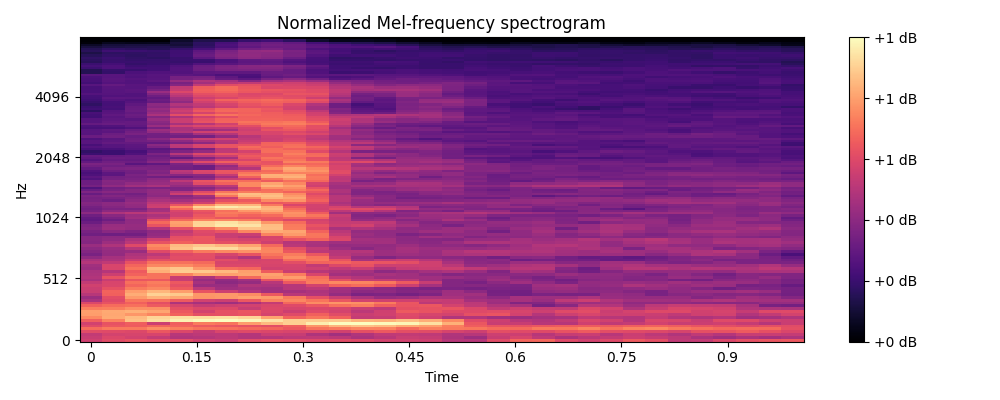 Normalized Mel-frequency spectrogram
Hz
4096
2048
1024
512
0
0 0.15 0.3 0.45 0.6 0.75 0.9
Time
+1 dB
+1 dB
+1 dB
+0 dB
+0 dB
+0 dB